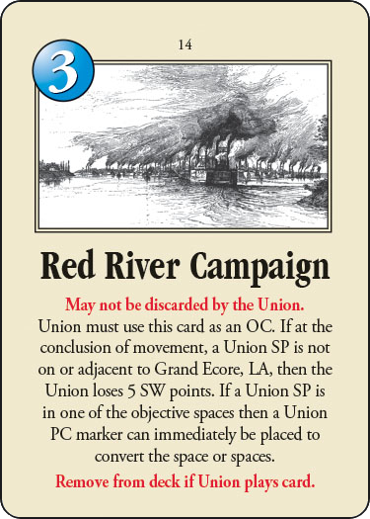 14
3
Red River Campaign
May not be discarded by the Union.
Union must use this card as an OC. If at the
conclusion of movement, a Union SP is not
on or adjacent to Grand Ecore, LA, then the
Union loses 5 SW points. If a Union SP is
in one of the objective spaces then a Union
PC marker can immediately be placed to
convert the space or spaces.
Remove from deck if Union plays card.